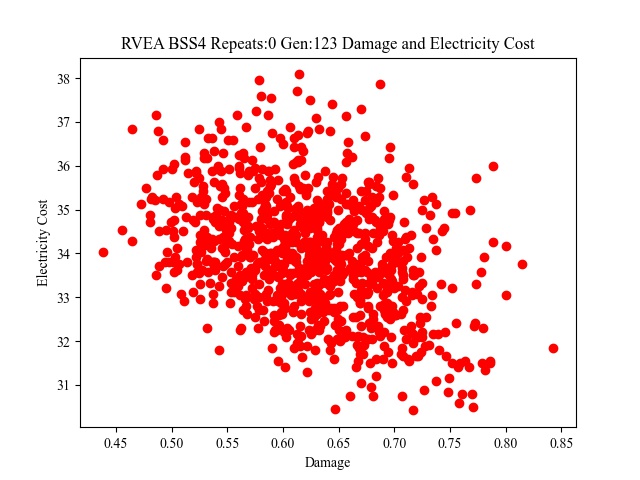 RVEA BSS4 Repeats:0 Gen:123 Damage and Electricity Cost
38
37
36
35
34
33
32
31
Electricity Cost
0.45 0.50 0.55 0.60 0.65 0.70 0.75 0.80 0.85
Damage